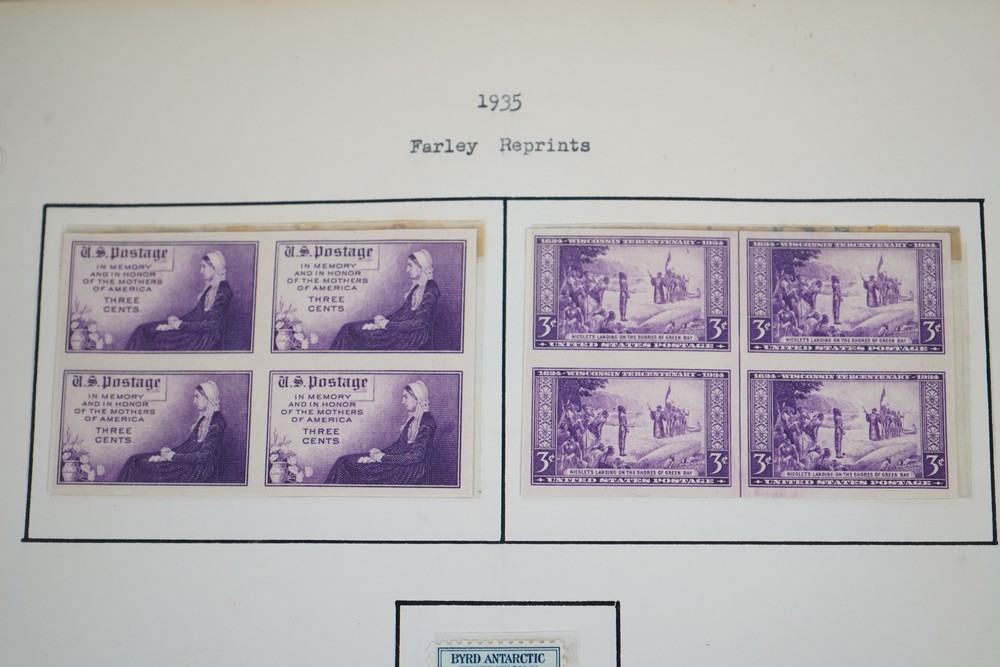 1935
Farley Reprints
U.S. Postage
IN MEMORY
AND IN HONOR
OF THE MOTHERS
OF AMERICA
THREE
CENTS
U.S. Postage
IN MEMORY
AND IN HONOR
OF THE MOTHERS
OF AMERICA
THREE
CENTS
U.S. Postage
IN MEMORY
AND IN HONOR
OF THE MOTHERS
OF AMERICA
THREE
CENTS
U.S. Postage
IN MEMORY
AND IN HONOR
OF THE MOTHERS
OF AMERICA
THREE
CENTS
1634-WISCONSIN TERCENTENARY-1934
3¢ 3¢
NICOLET'S LANDING ON THE SHORES OF GREEN BAY
UNITED STATES POSTAGE
1634-WISCONSIN TERCENTENARY-1934
3¢ 3¢
NICOLET'S LANDING ON THE SHORES OF GREEN BAY
UNITED STATES POSTAGE
1634-WISCONSIN TERCENTENARY-1934
3¢ 3¢
NICOLET'S LANDING ON THE SHORES OF GREEN BAY
UNITED STATES POSTAGE
1634-WISCONSIN TERCENTENARY-1934
3¢ 3¢
NICOLET'S LANDING ON THE SHORES OF GREEN BAY
UNITED STATES POSTAGE
BYRD ANTARCTIC